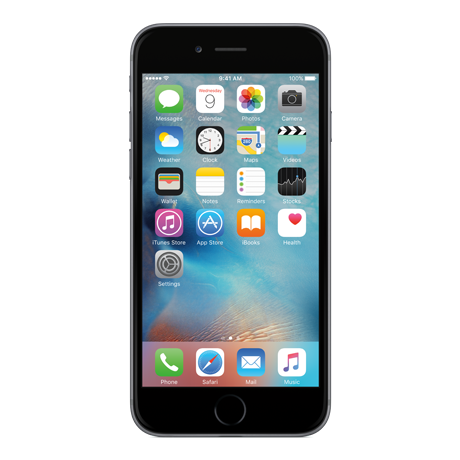 9:41 AM 100%
Wednesday
9
Messages Calendar Photos Camera
Weather Clock Maps Videos
Wallet Notes Reminders Stocks
iTunes Store App Store iBooks Health
Settings
Phone Safari Mail Music